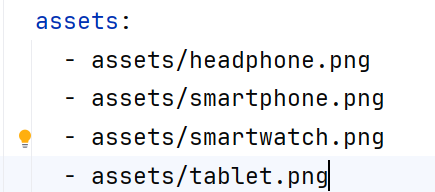 assets:
- assets/headphone.png
- assets/smartphone.png
- assets/smartwatch.png
- assets/tablet.png